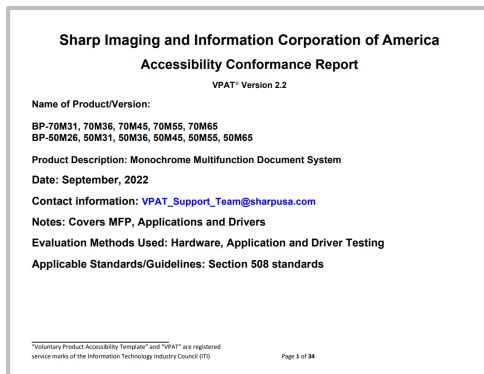 Sharp Imaging and Information Corporation of America
Accessibility Conformance Report
VPAT® Version 2.2
Name of Product/Version:
BP-70M31, 70M36, 70M45, 70M55, 70M65
BP-50M26, 50M31, 50M36, 50M45, 50M55, 50M65
Product Description: Monochrome Multifunction Document System
Date: September, 2022
Contact information: VPAT_Support_Team@sharpusa.com
Notes: Covers MFP, Applications and Drivers
Evaluation Methods Used: Hardware, Application and Driver Testing
Applicable Standards/Guidelines: Section 508 standards
"Voluntary Product Accessibility Template" and "VPAT" are registered
service marks of the Information Technology Industry Council (ITI) Page 1 of 34